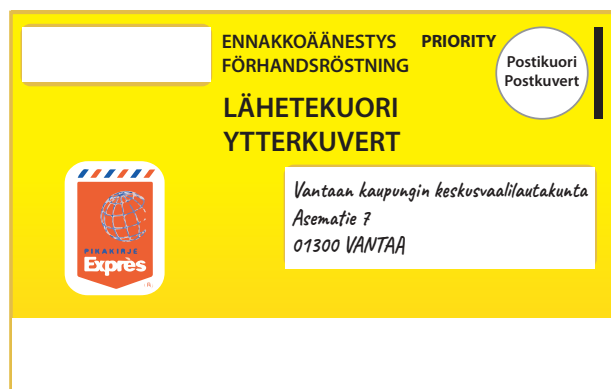 ENNAKKOÄÄNESTYS PRIORITY
FÖRHANDSRÖSTNING
Postikuori
Postkuvert
LÄHETEKUORI
YTTERKUVERT
Vantaan kaupungin keskusvaalilautakunta
Asematie 7
01300 VANTAA
PIKAKIRJE
Exprès